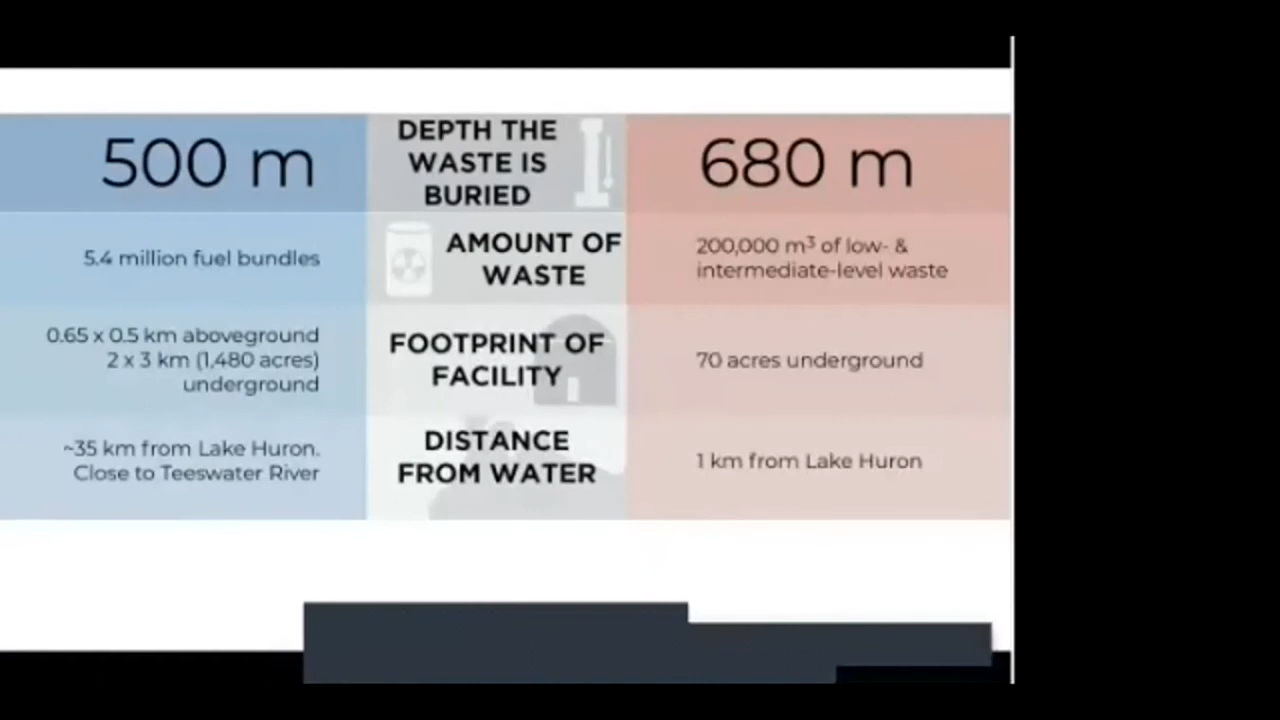 500 m
DEPTH THE
WASTE IS
BURIED
680 m
5.4 million fuel bundles
AMOUNT OF
WASTE
200,000 m³ of low- &
intermediate-level waste
0.65 x 0.5 km aboveground
2 x 3 km (1,480 acres)
underground
FOOTPRINT OF
FACILITY
70 acres underground
~35 km from Lake Huron.
Close to Teeswater River
DISTANCE
FROM WATER
1 km from Lake Huron